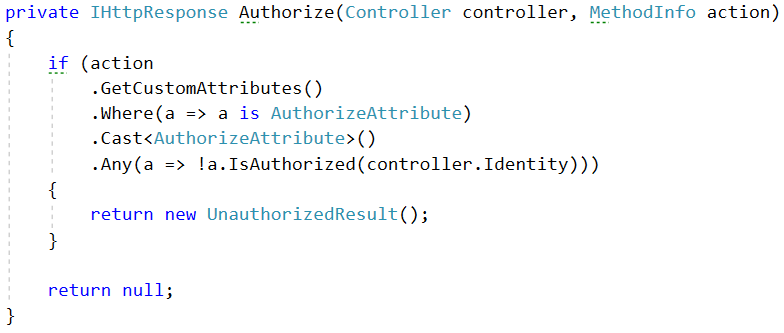 private IHttpResponse Authorize(Controller controller, MethodInfo action)
{
    if (action
        .GetCustomAttributes()
        .Where(a => a is AuthorizeAttribute)
        .Cast<AuthorizeAttribute>()
        .Any(a => !a.IsAuthorized(controller.Identity)))
    {
        return new UnauthorizedResult();
    }

    return null;
}